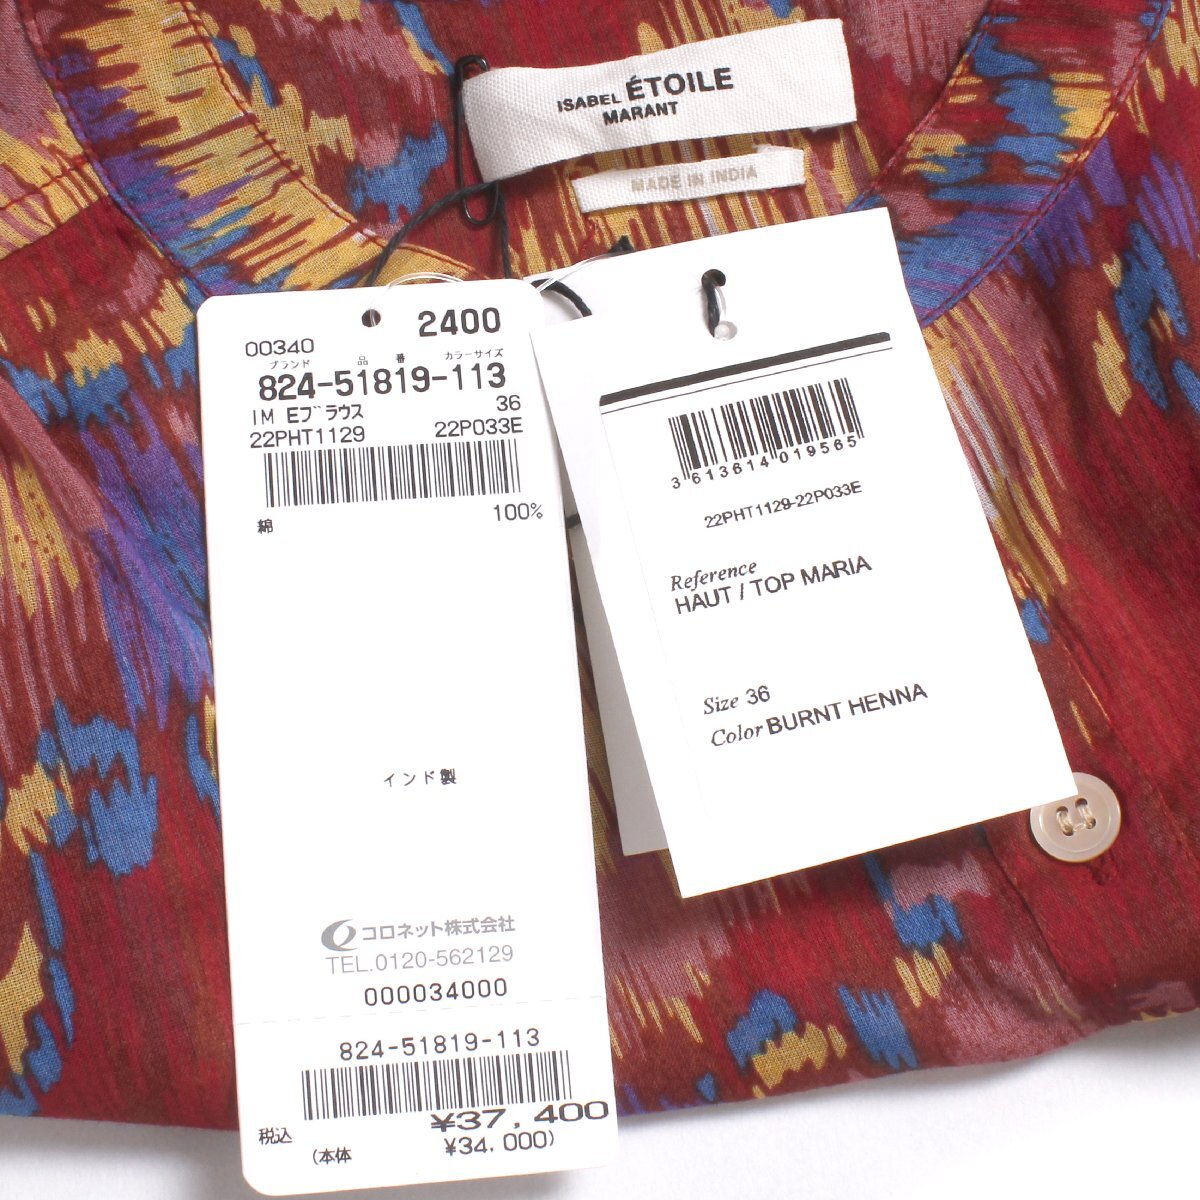 ISABEL ÉTOILE
MARANT
MADE IN INDIA
00340
2400
ブランド 品番 カラーサイズ
824-51819-113
IM Eブラウス 36
22PHT1129 22P033E
綿 100%
インド製
コロネット株式会社
TEL.0120-562129
000034000
824-51819-113
¥37,400
税込
(本体 ¥34,000)
3 613614 019565
22PHT1129-22P033E
Reference
HAUT / TOP MARIA
Size 36
Color BURNT HENNA